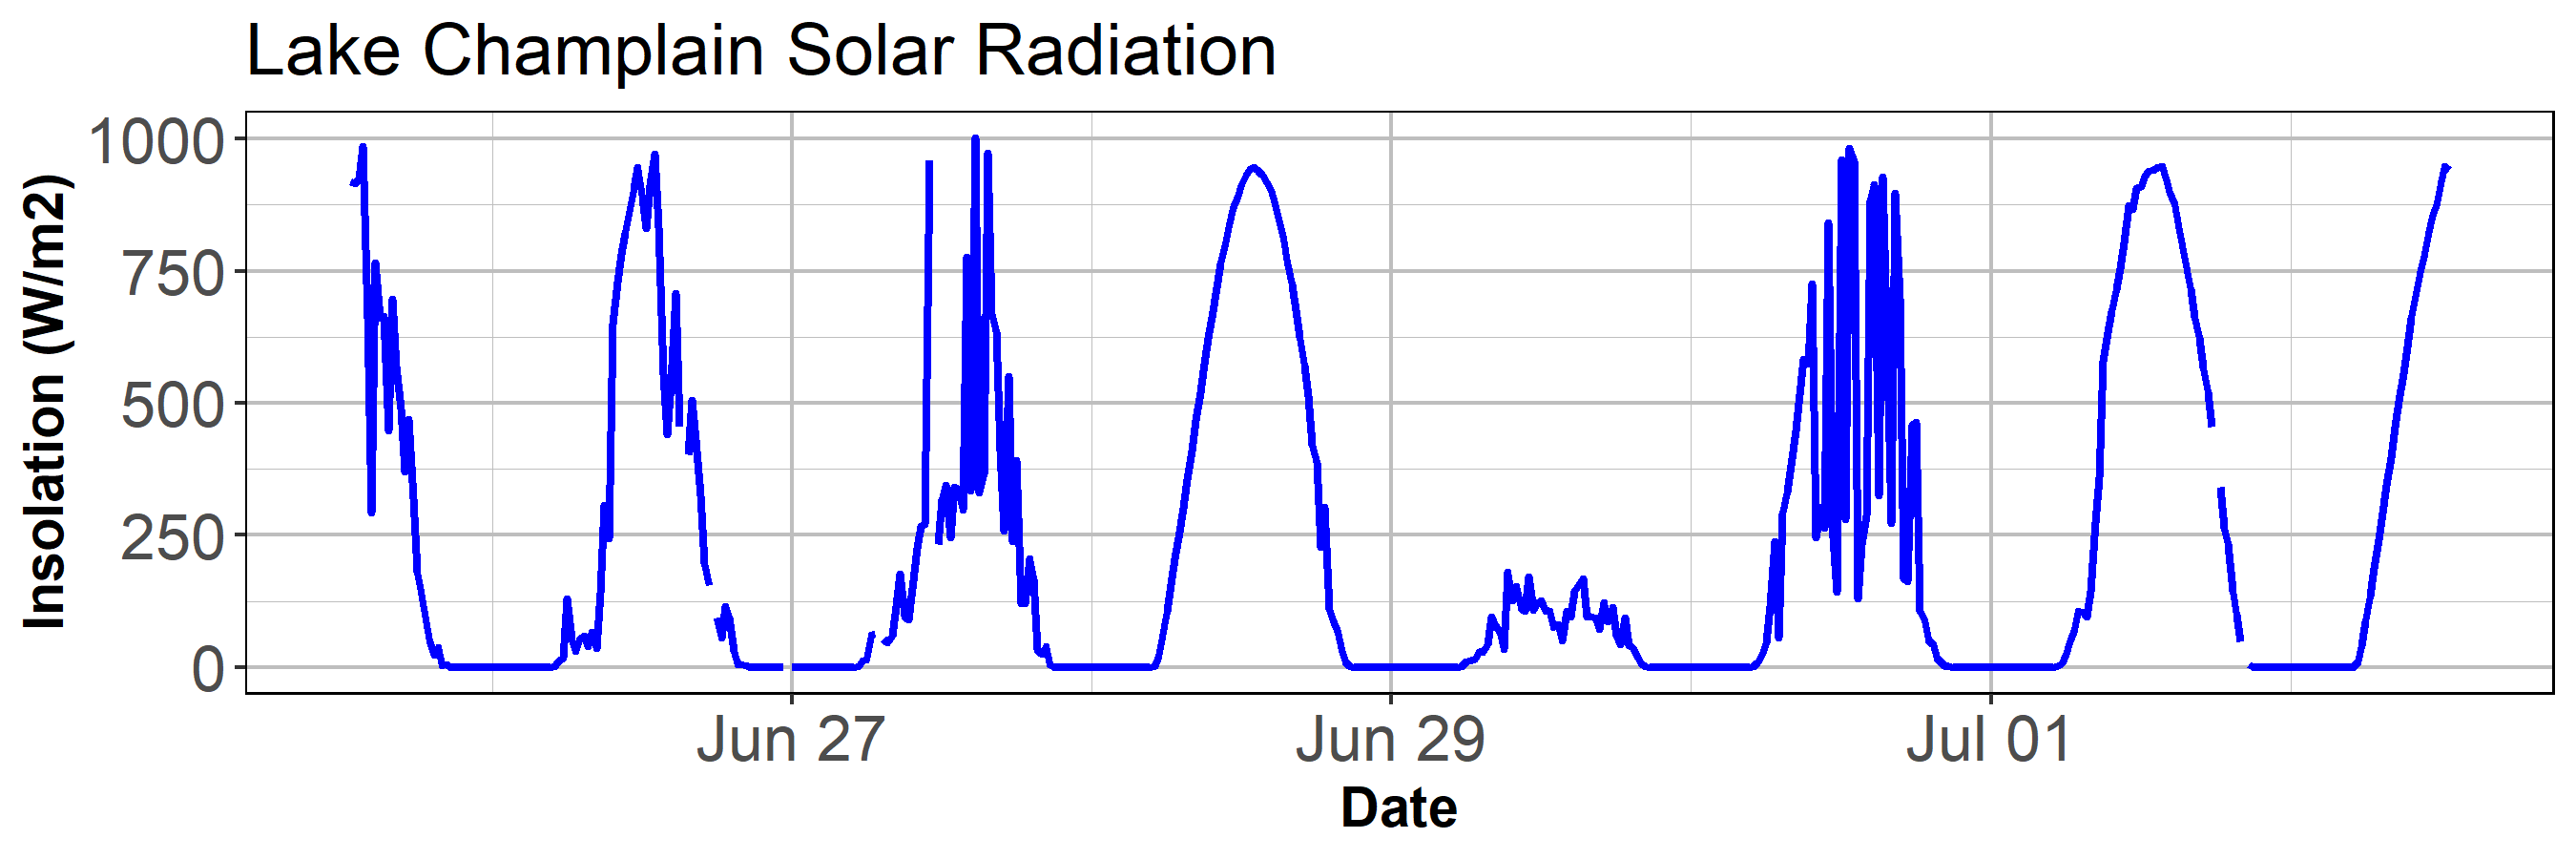 Lake Champlain Solar Radiation
1000
750
500
250
0
Insolation (W/m2)
Jun 27
Jun 29
Jul 01
Date